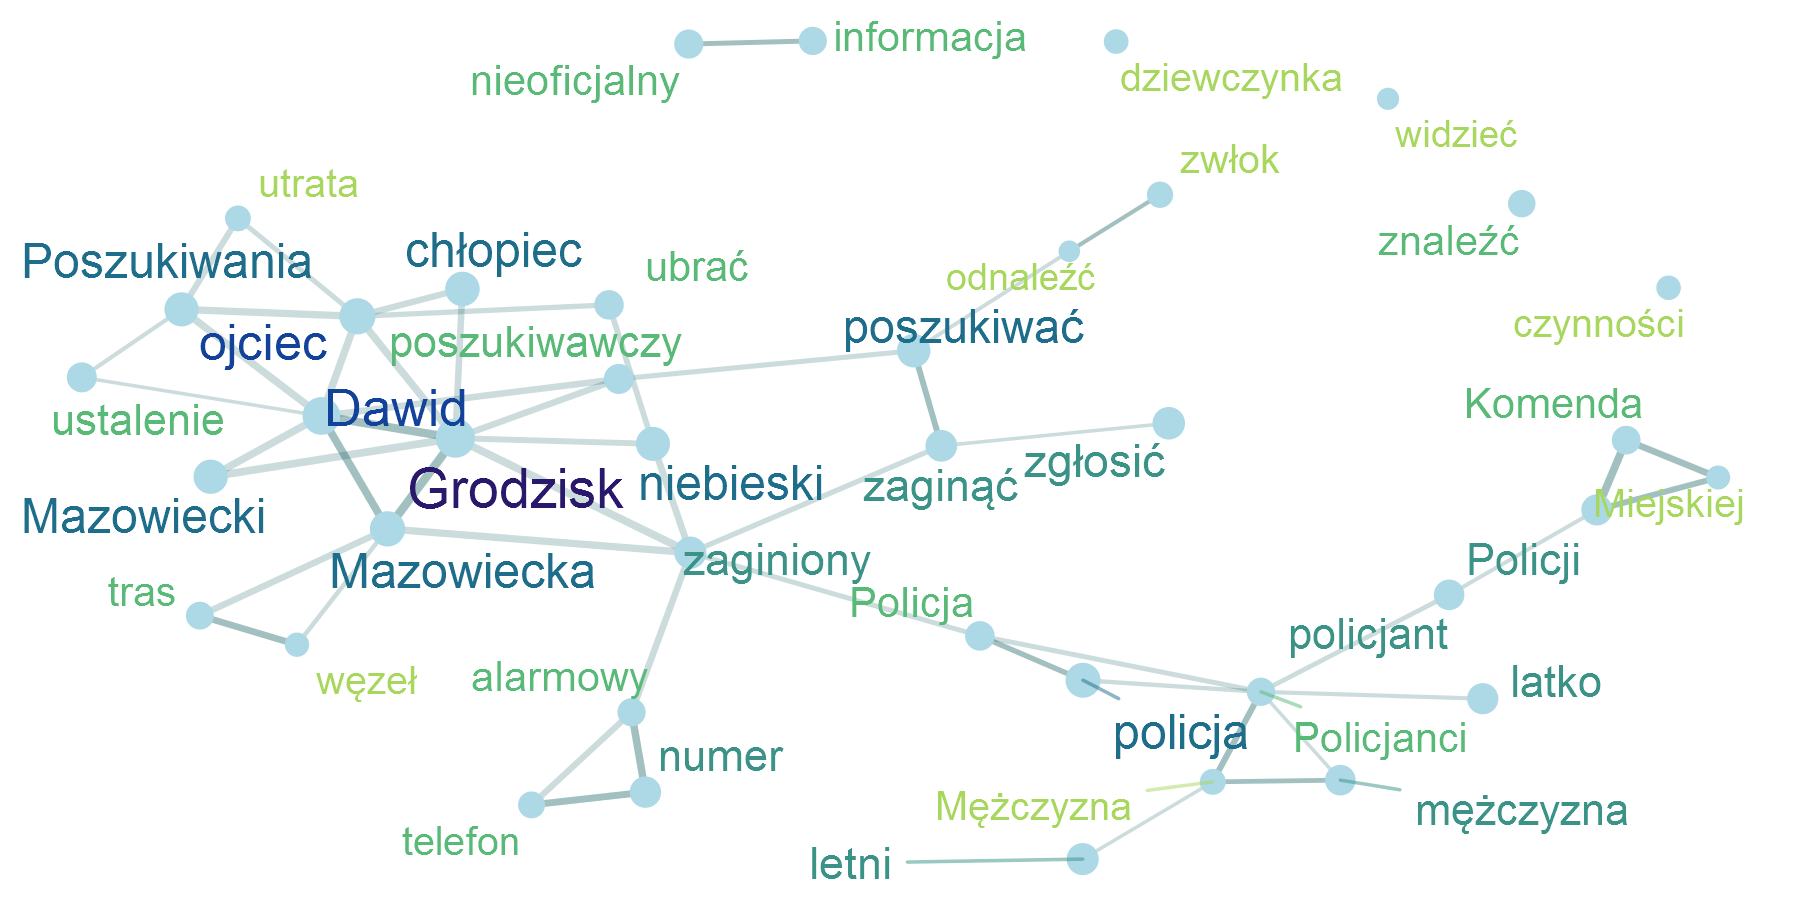 informacja
nieoficjalny
dziewczynka
widzieć
zwłok
utrata
znaleźć
chłopiec
Poszukiwania
ubrać
odnaleźć
czynności
poszukiwać
ojciec
poszukiwawczy
Komenda
Dawid
ustalenie
zgłosić
Grodzisk
niebieski
zaginąć
Miejskiej
Mazowiecki
Policji
zaginiony
Mazowiecka
tras
Policja
policjant
węzeł
alarmowy
latko
policja
Policjanci
numer
Mężczyzna
mężczyzna
telefon
letni